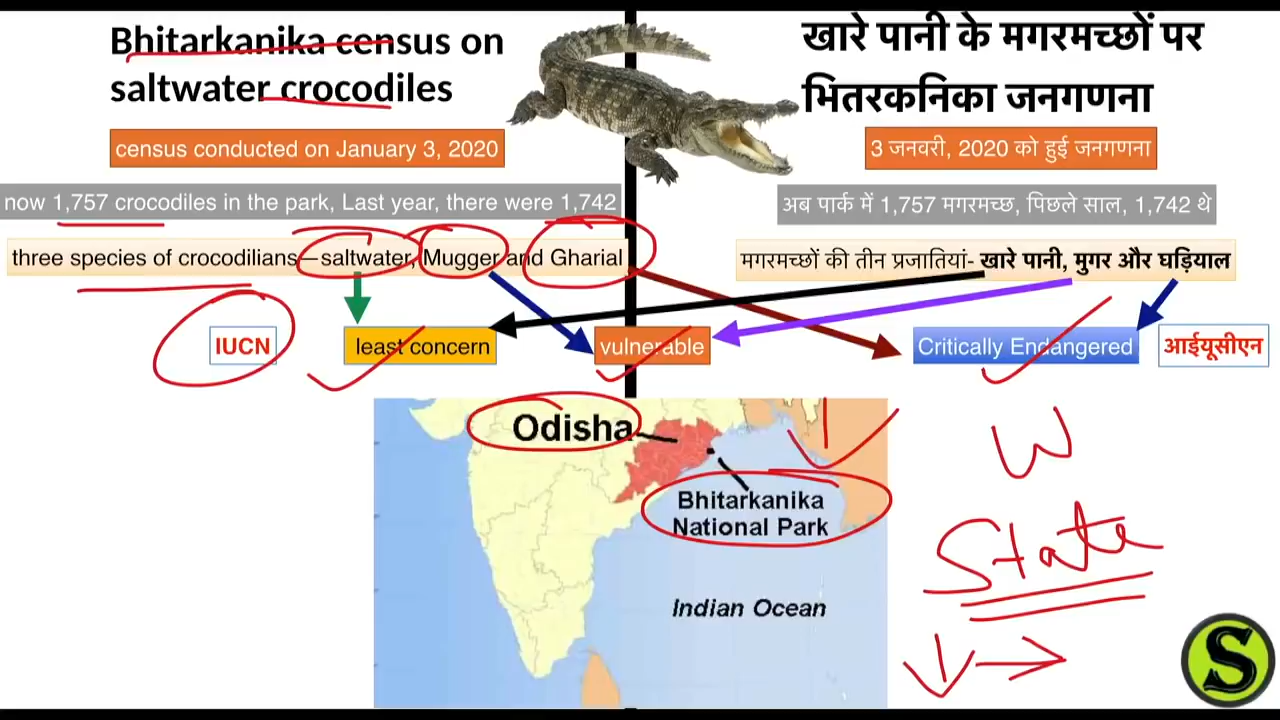 Bhitarkanika census on
saltwater crocodiles
census conducted on January 3, 2020
now 1,757 crocodiles in the park, Last year, there were 1,742
three species of crocodilians—saltwater, Mugger and Gharial
IUCN
least concern
vulnerable
खारे पानी के मगरमच्छों पर
भितरकनिका जनगणना
3 जनवरी, 2020 को हुई जनगणना
अब पार्क में 1,757 मगरमच्छ, पिछले साल, 1,742 थे
मगरमच्छों की तीन प्रजातियां- खारे पानी, मुगर और घड़ियाल
Critically Endangered
आईयूसीएन
Odisha
Bhitarkanika
National Park
Indian Ocean
W
State
S